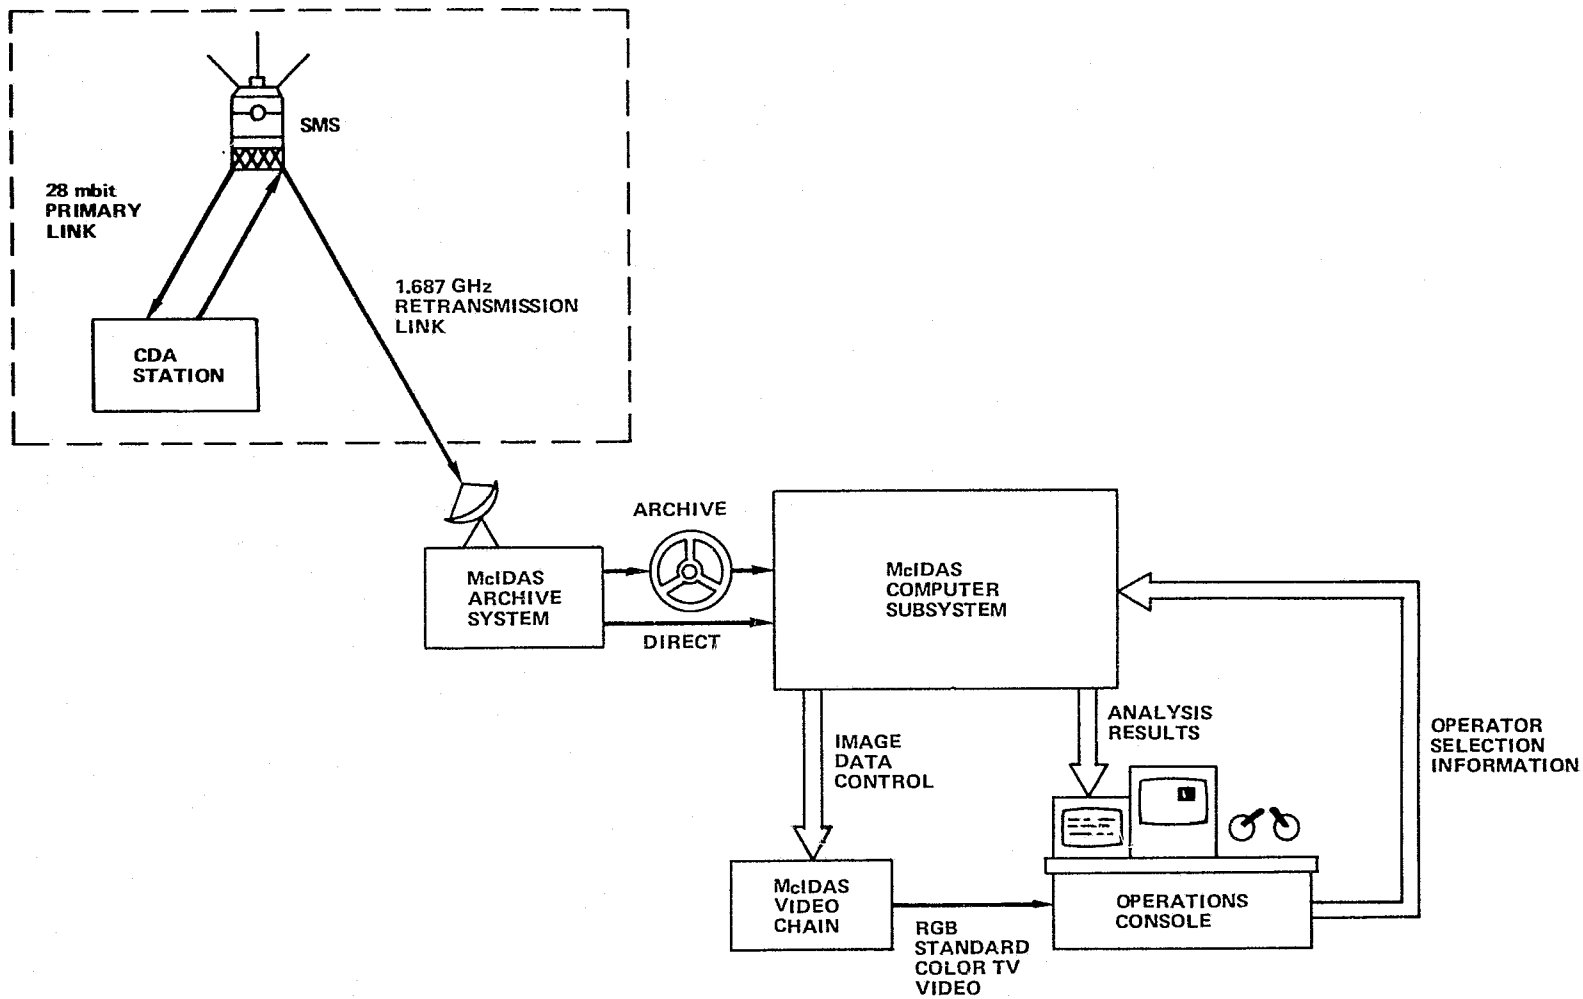 SMS
28 mbit
PRIMARY
LINK
1.687 GHz
RETRANSMISSION
LINK
CDA
STATION
ARCHIVE
McIDAS
ARCHIVE
SYSTEM
DIRECT
McIDAS
COMPUTER
SUBSYSTEM
IMAGE
DATA
CONTROL
ANALYSIS
RESULTS
OPERATOR
SELECTION
INFORMATION
McIDAS
VIDEO
CHAIN
RGB
STANDARD
COLOR TV
VIDEO
OPERATIONS
CONSOLE